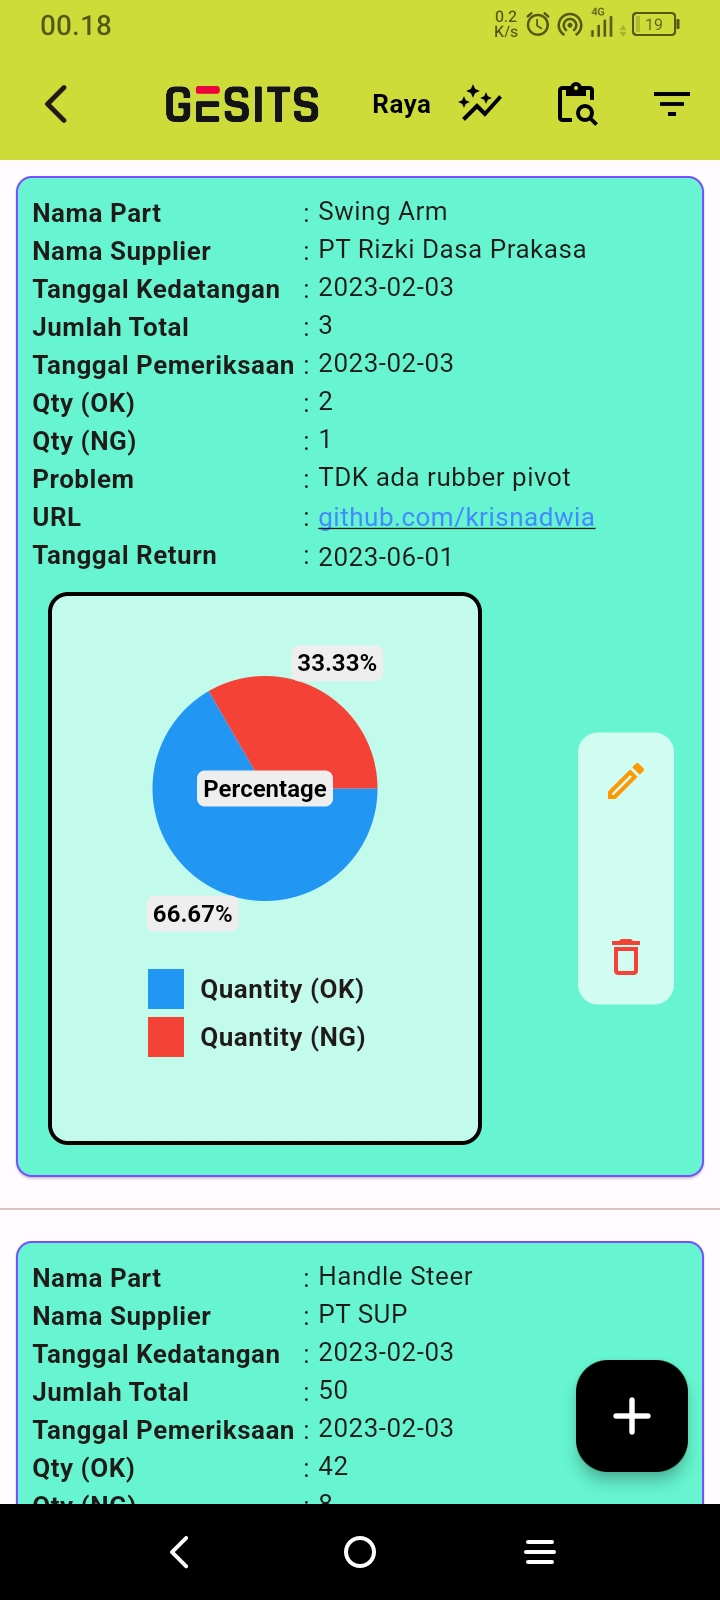 00.18
0.2
K/s
4G
19
GESITS
Raya
Nama Part : Swing Arm
Nama Supplier : PT Rizki Dasa Prakasa
Tanggal Kedatangan : 2023-02-03
Jumlah Total : 3
Tanggal Pemeriksaan : 2023-02-03
Qty (OK) : 2
Qty (NG) : 1
Problem : TDK ada rubber pivot
URL : github.com/krisnadwia
Tanggal Return : 2023-06-01
33.33%
Percentage
66.67%
Quantity (OK)
Quantity (NG)
Nama Part : Handle Steer
Nama Supplier : PT SUP
Tanggal Kedatangan : 2023-02-03
Jumlah Total : 50
Tanggal Pemeriksaan : 2023-02-03
Qty (OK) : 42
Qty (NG) : 8